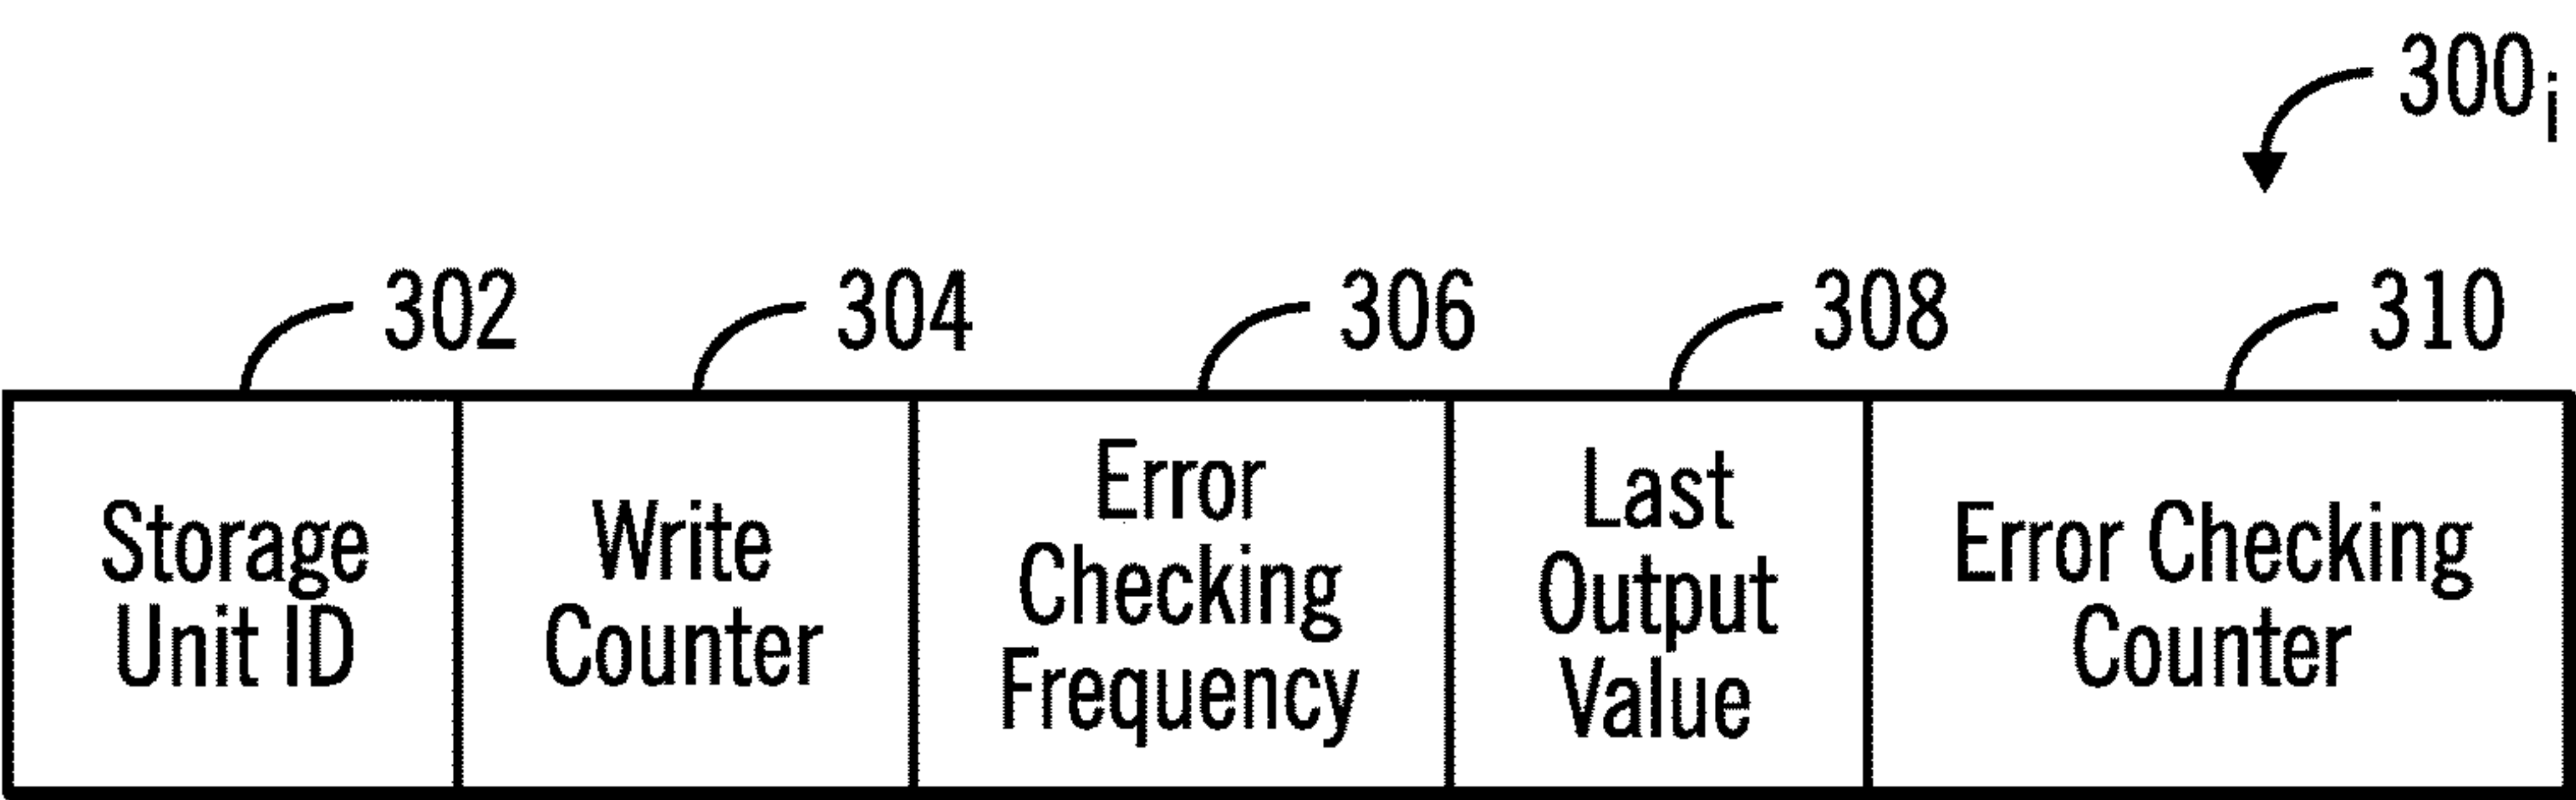 300i
302
304
306
308
310
Storage
Unit ID
Write
Counter
Error
Checking
Frequency
Last
Output
Value
Error Checking
Counter